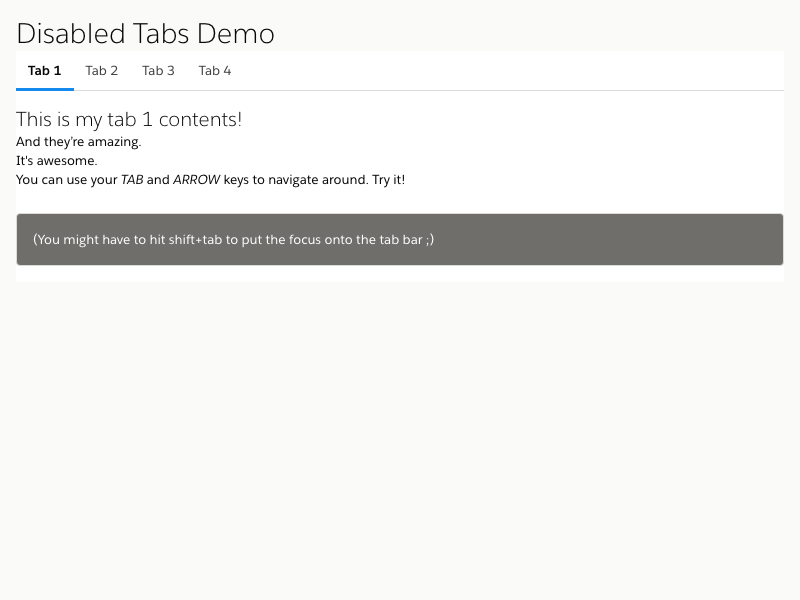 Disabled Tabs Demo
Tab 1 Tab 2 Tab 3 Tab 4
This is my tab 1 contents!
And they're amazing.
It's awesome.
You can use your TAB and ARROW keys to navigate around. Try it!
(You might have to hit shift+tab to put the focus onto the tab bar ;)